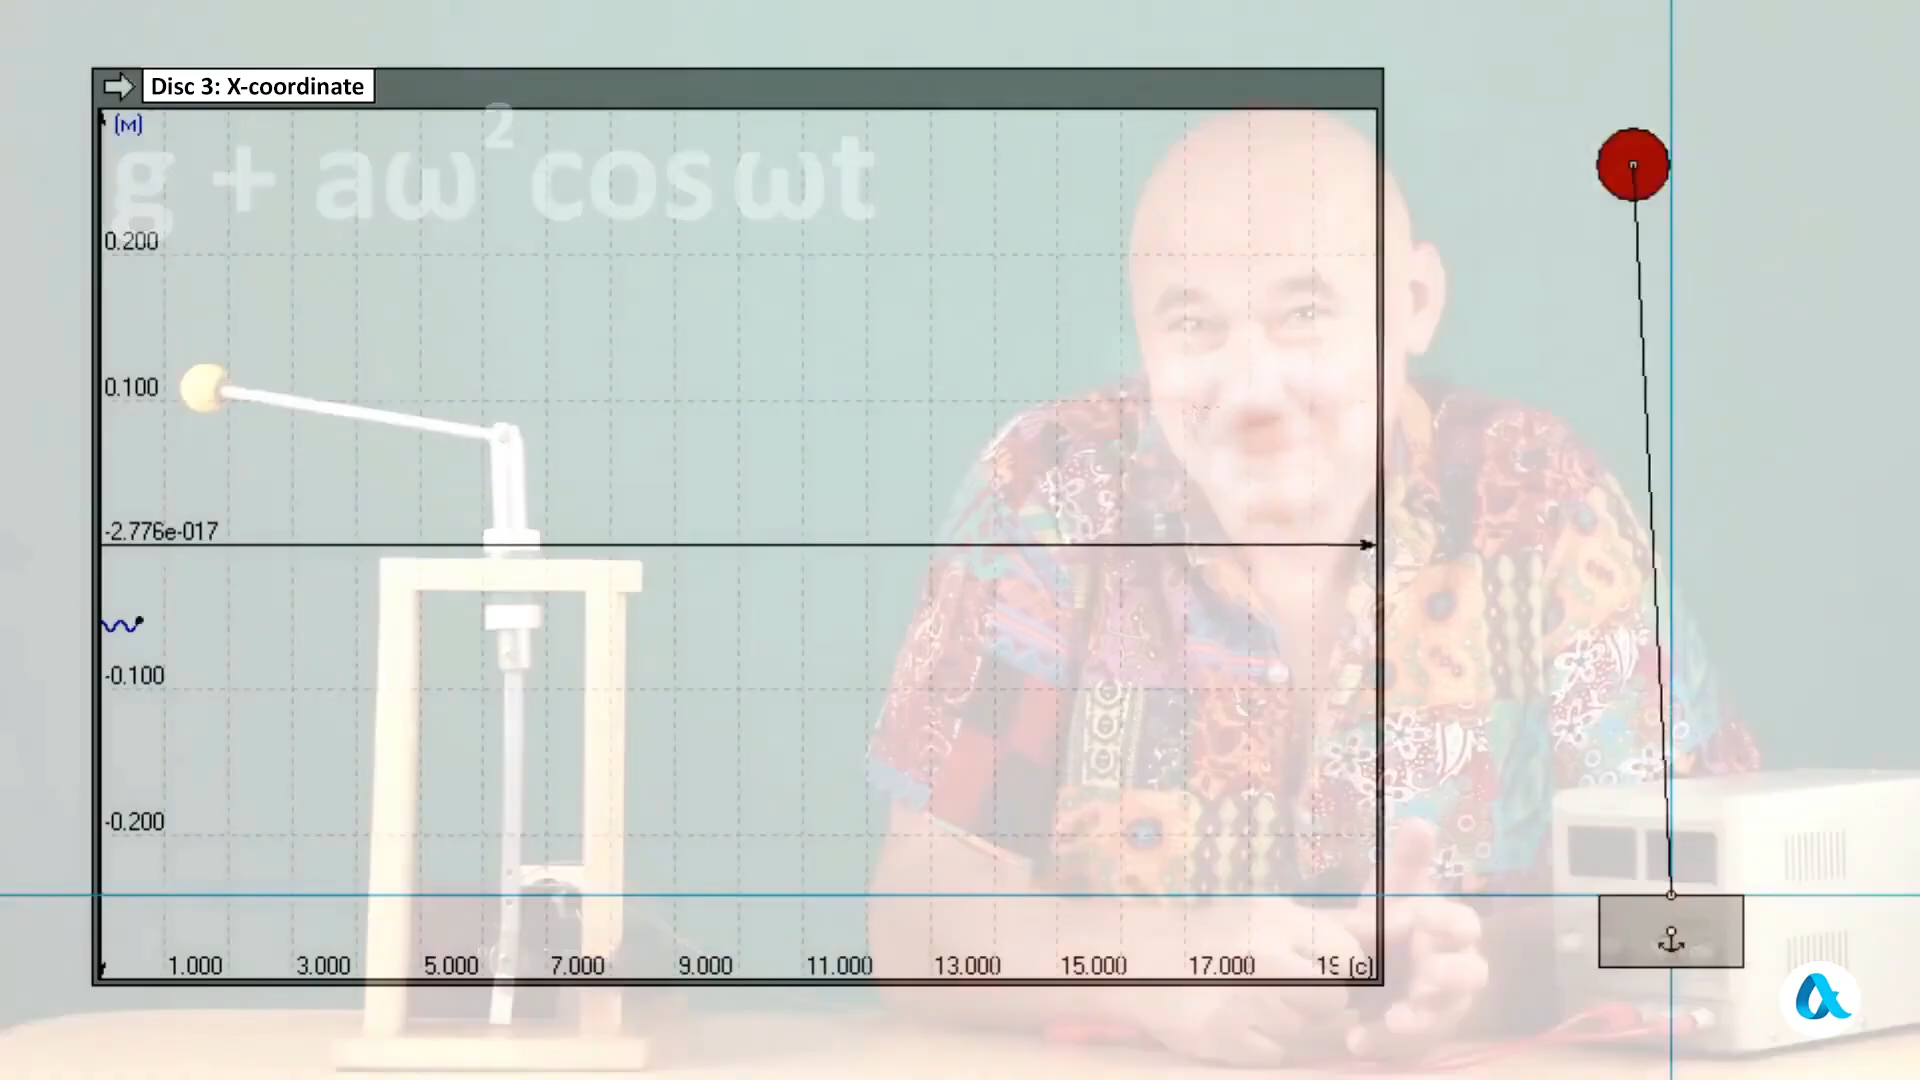 Disc 3: X-coordinate
(M)
g + aω² cos ωt
0.200
0.100
-2.776e-017
-0.100
-0.200
1.000 3.000 5.000 7.000 9.000 11.000 13.000 15.000 17.000 19 (c)